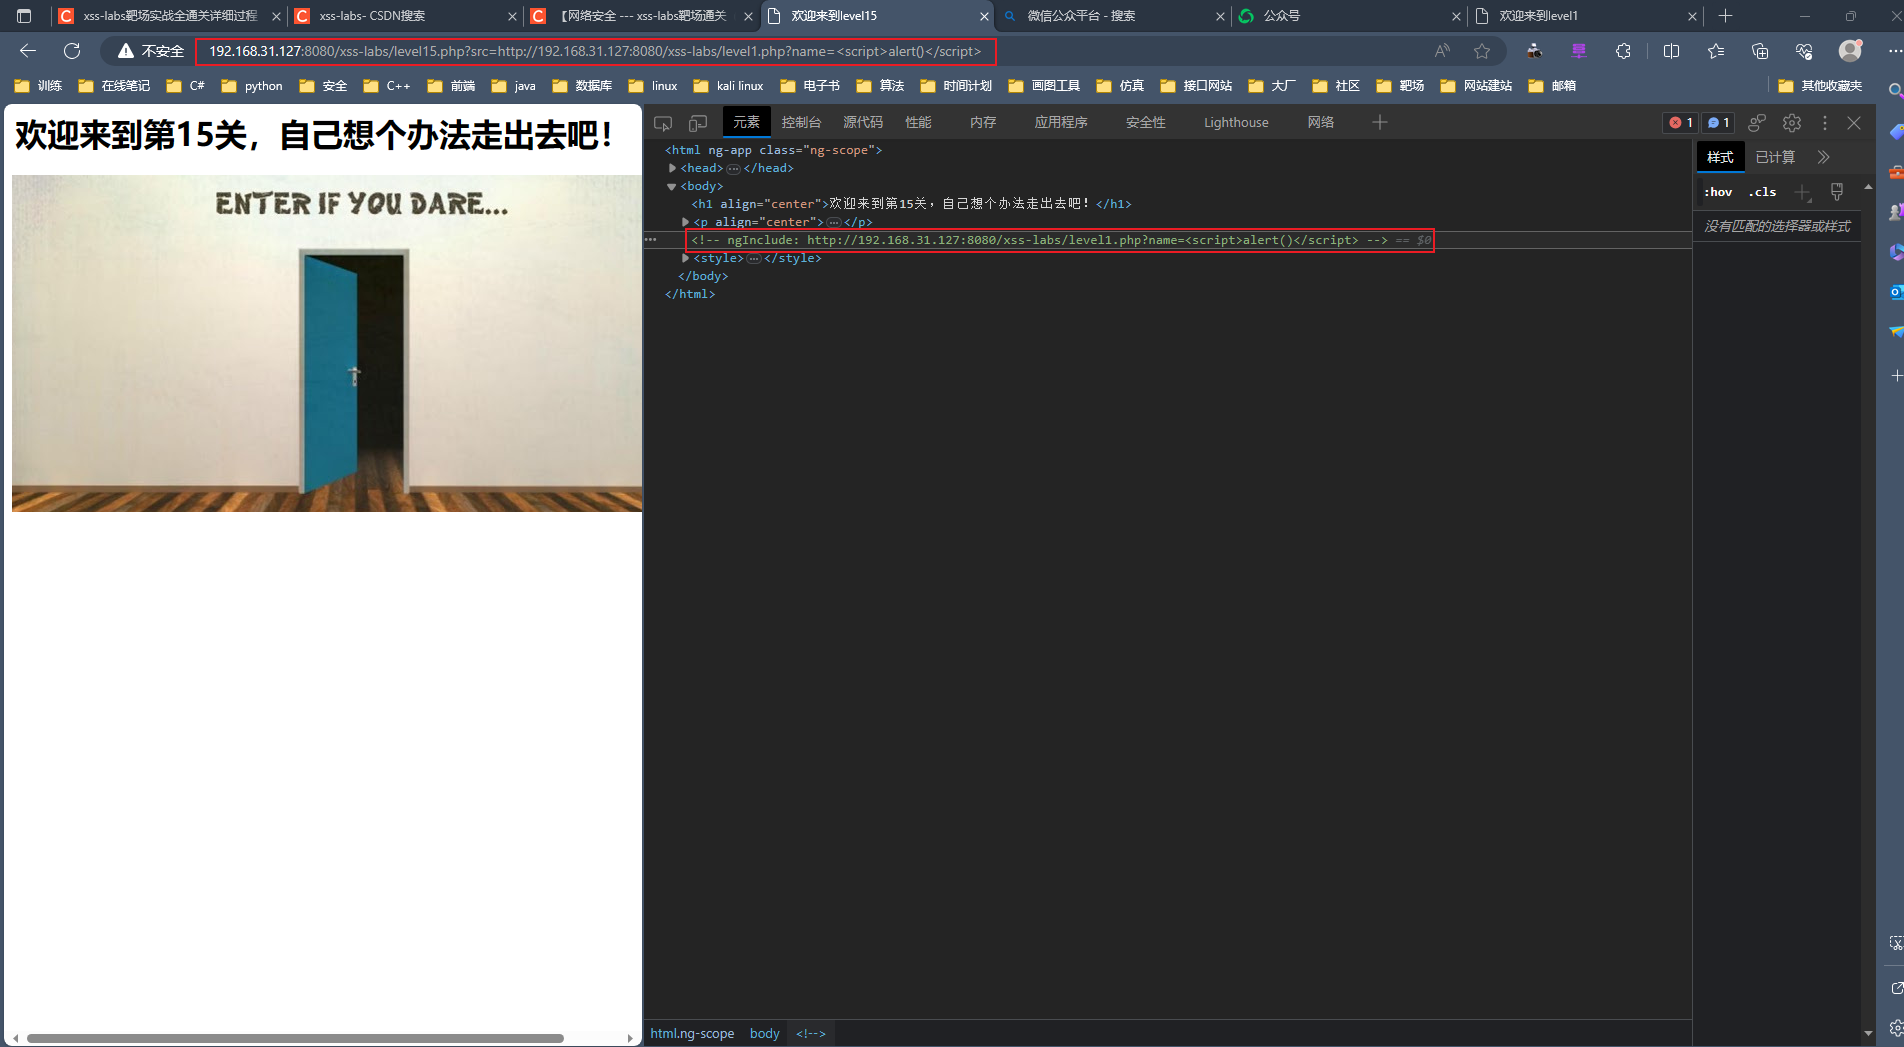 xss-labs靶场实战全通关详细过程
xss-labs- CSDN搜索
【网络安全 --- xss-labs靶场通关
欢迎来到level15
微信公众平台 - 搜索
公众号
欢迎来到level1
不安全
192.168.31.127:8080/xss-labs/level15.php?src=http://192.168.31.127:8080/xss-labs/level1.php?name=<script>alert()</script>
训练
在线笔记
C#
python
安全
C++
前端
java
数据库
linux
kali linux
电子书
算法
时间计划
画图工具
仿真
接口网站
大厂
社区
靶场
网站建站
邮箱
其他收藏夹
欢迎来到第15关，自己想个办法走出去吧！
ENTER IF YOU DARE...
元素
控制台
源代码
性能
内存
应用程序
安全性
Lighthouse
网络
1
1
<html ng-app class="ng-scope">
<head>…</head>
<body>
<h1 align="center">欢迎来到第15关，自己想个办法走出去吧！</h1>
<p align="center">…</p>
<!-- ngInclude: http://192.168.31.127:8080/xss-labs/level1.php?name=<script>alert()</script> --> == $0
<style>…</style>
</body>
</html>
样式
已计算
:hov
.cls
没有匹配的选择器或样式
html.ng-scope
body
<!-->